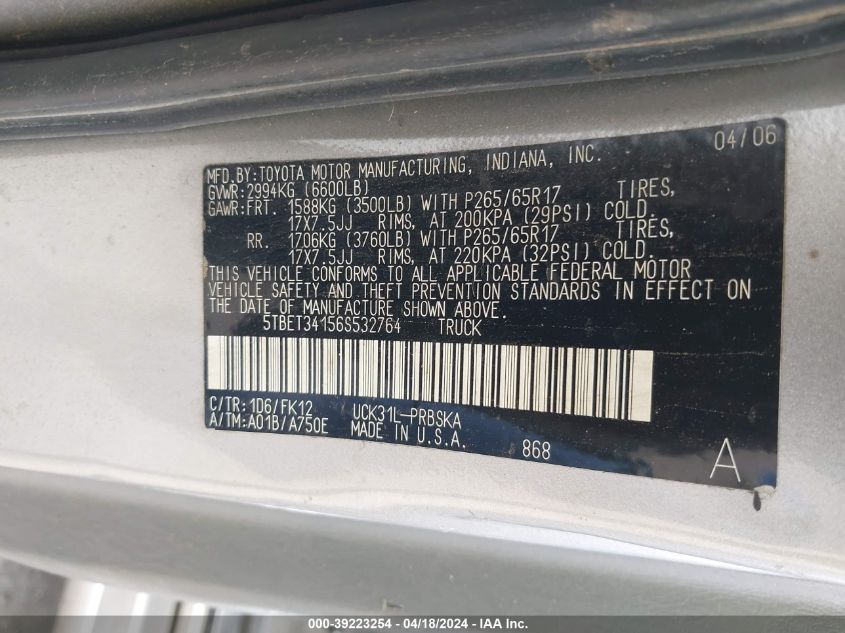 04/06
MFD.BY:TOYOTA MOTOR MANUFACTURING, INDIANA, INC.
GVWR:2994KG (6600LB)
GAWR:FRT. 1588KG (3500LB) WITH P265/65R17 TIRES,
17X7.5JJ RIMS, AT 200KPA (29PSI) COLD.
RR. 1706KG (3760LB) WITH P265/65R17 TIRES,
17X7.5JJ RIMS, AT 220KPA (32PSI) COLD.
THIS VEHICLE CONFORMS TO ALL APPLICABLE FEDERAL MOTOR
VEHICLE SAFETY AND THEFT PREVENTION STANDARDS IN EFFECT ON
THE DATE OF MANUFACTURE SHOWN ABOVE.
5TBET34156S532764 TRUCK
C/TR:1D6/FK12 UCK31L-PRBSKA
A/TM:A01B/A750E MADE IN U.S.A.
868
A
000-39223254 - 04/18/2024 - IAA Inc.